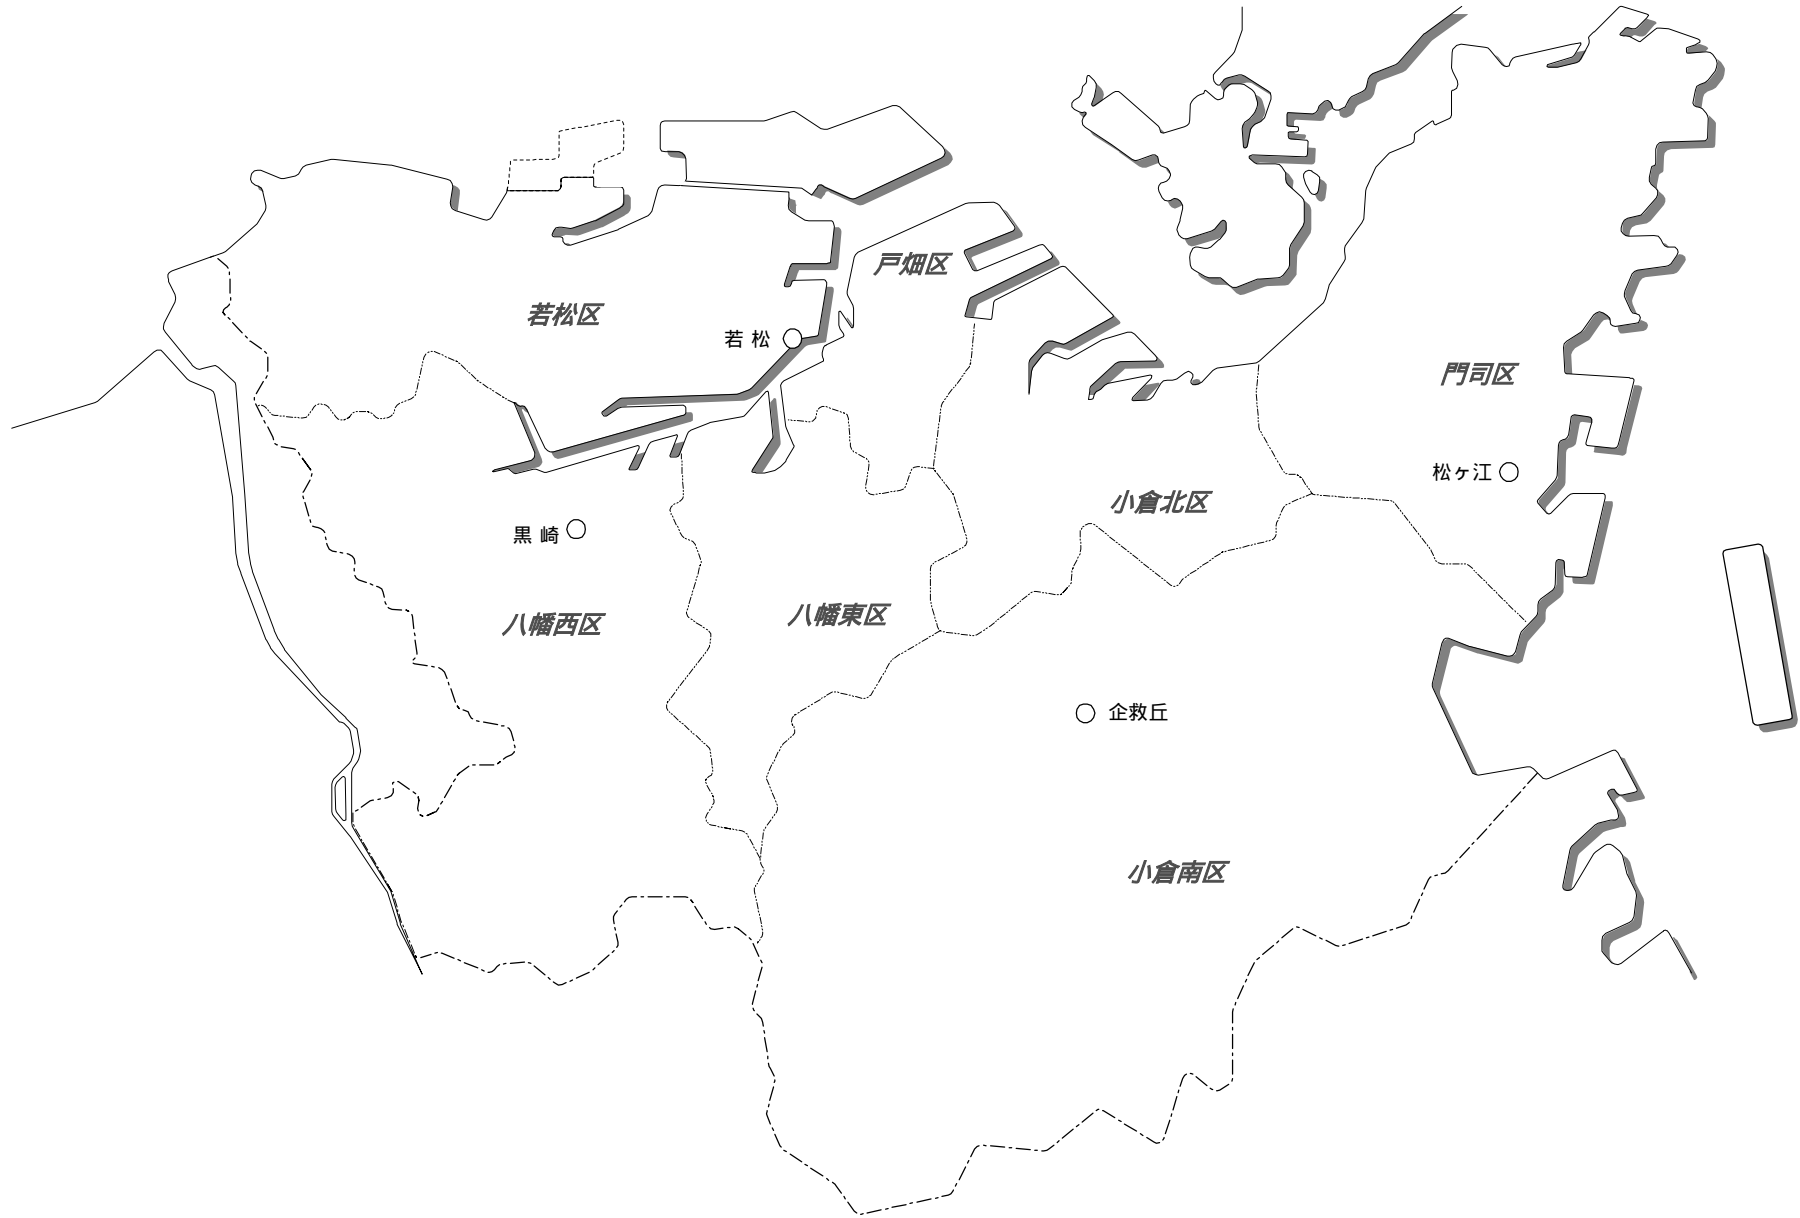 戸畑区
若松区
若松
門司区
松ヶ江
小倉北区
黒崎
八幡東区
八幡西区
企救丘
小倉南区